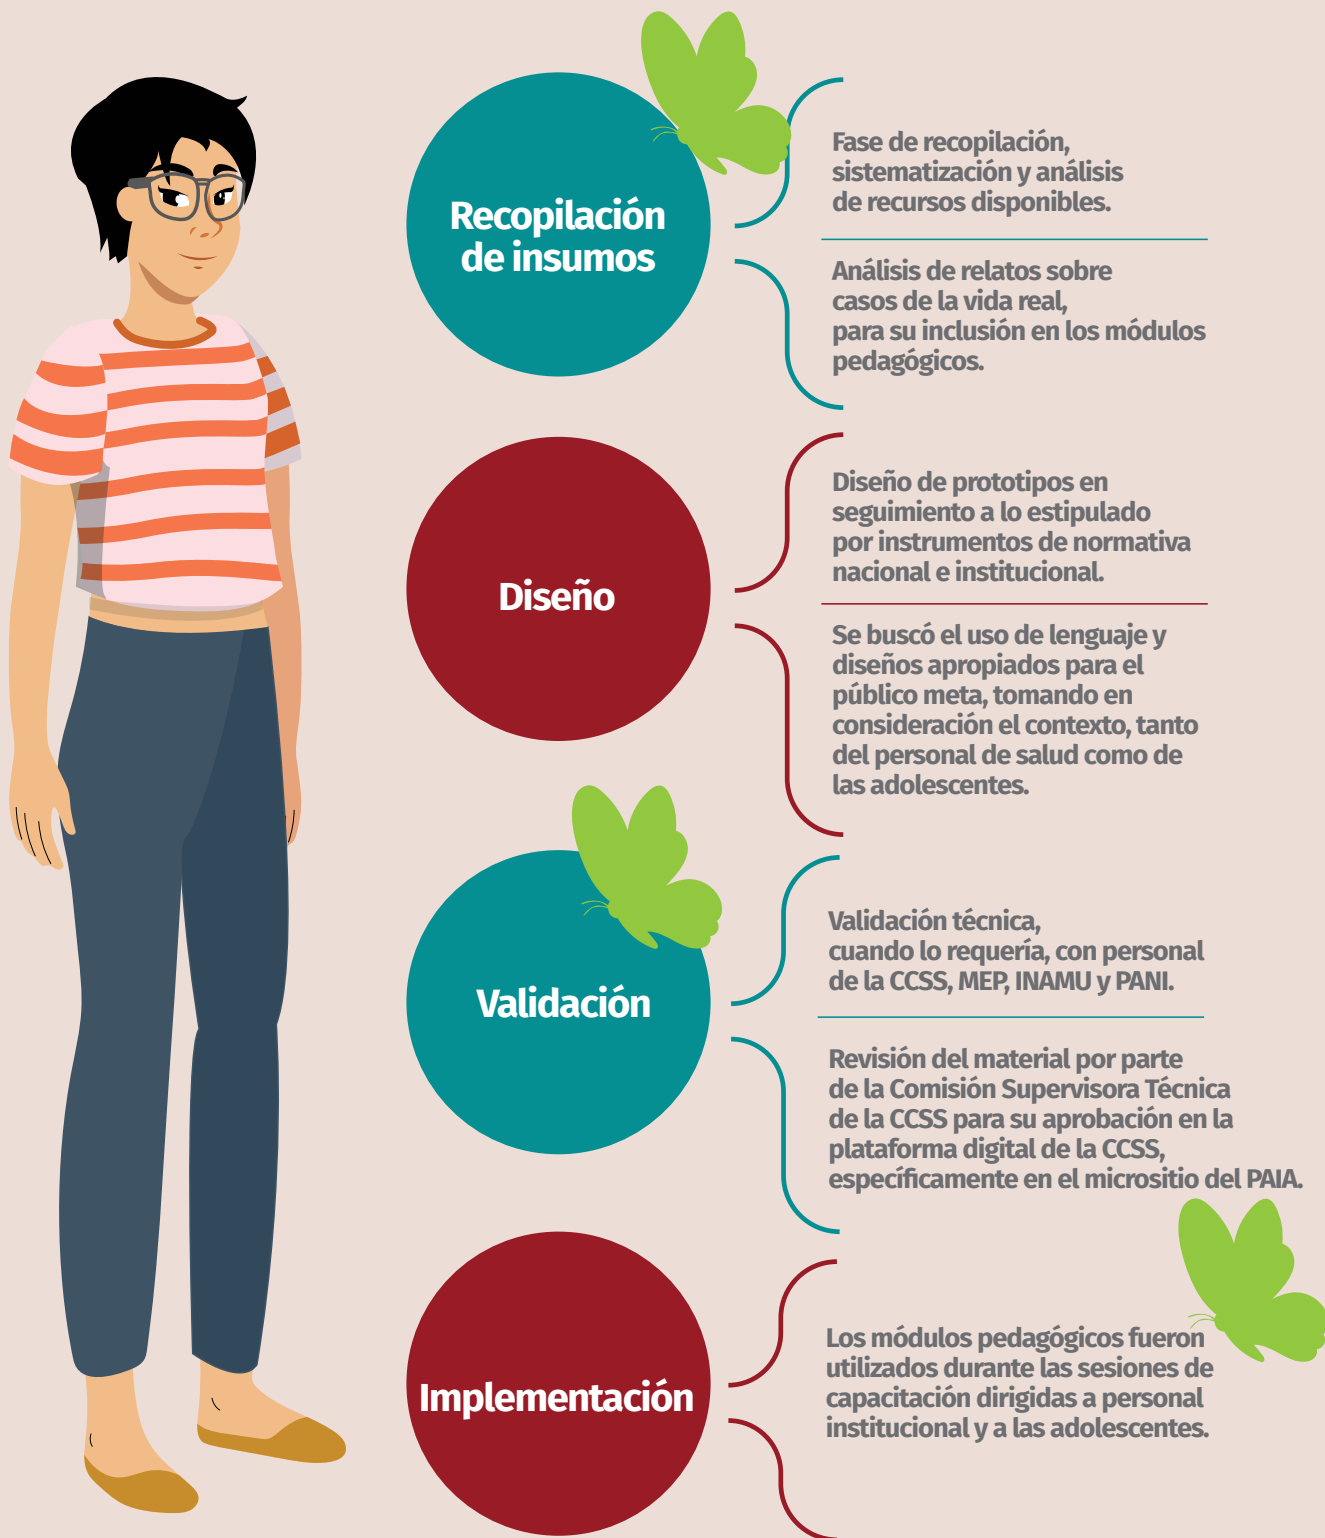 Recopilación
de insumos
Fase de recopilación,
sistematización y análisis
de recursos disponibles.
Análisis de relatos sobre
casos de la vida real,
para su inclusión en los módulos
pedagógicos.
Diseño
Diseño de prototipos en
seguimiento a lo estipulado
por instrumentos de normativa
nacional e institucional.
Se buscó el uso de lenguaje y
diseños apropiados para el
público meta, tomando en
consideración el contexto, tanto
del personal de salud como de
las adolescentes.
Validación
Validación técnica,
cuando lo requería, con personal
de la CCSS, MEP, INAMU y PANI.
Revisión del material por parte
de la Comisión Supervisora Técnica
de la CCSS para su aprobación en la
plataforma digital de la CCSS,
específicamente en el micrositio del PAIA.
Implementación
Los módulos pedagógicos fueron
utilizados durante las sesiones de
capacitación dirigidas a personal
institucional y a las adolescentes.